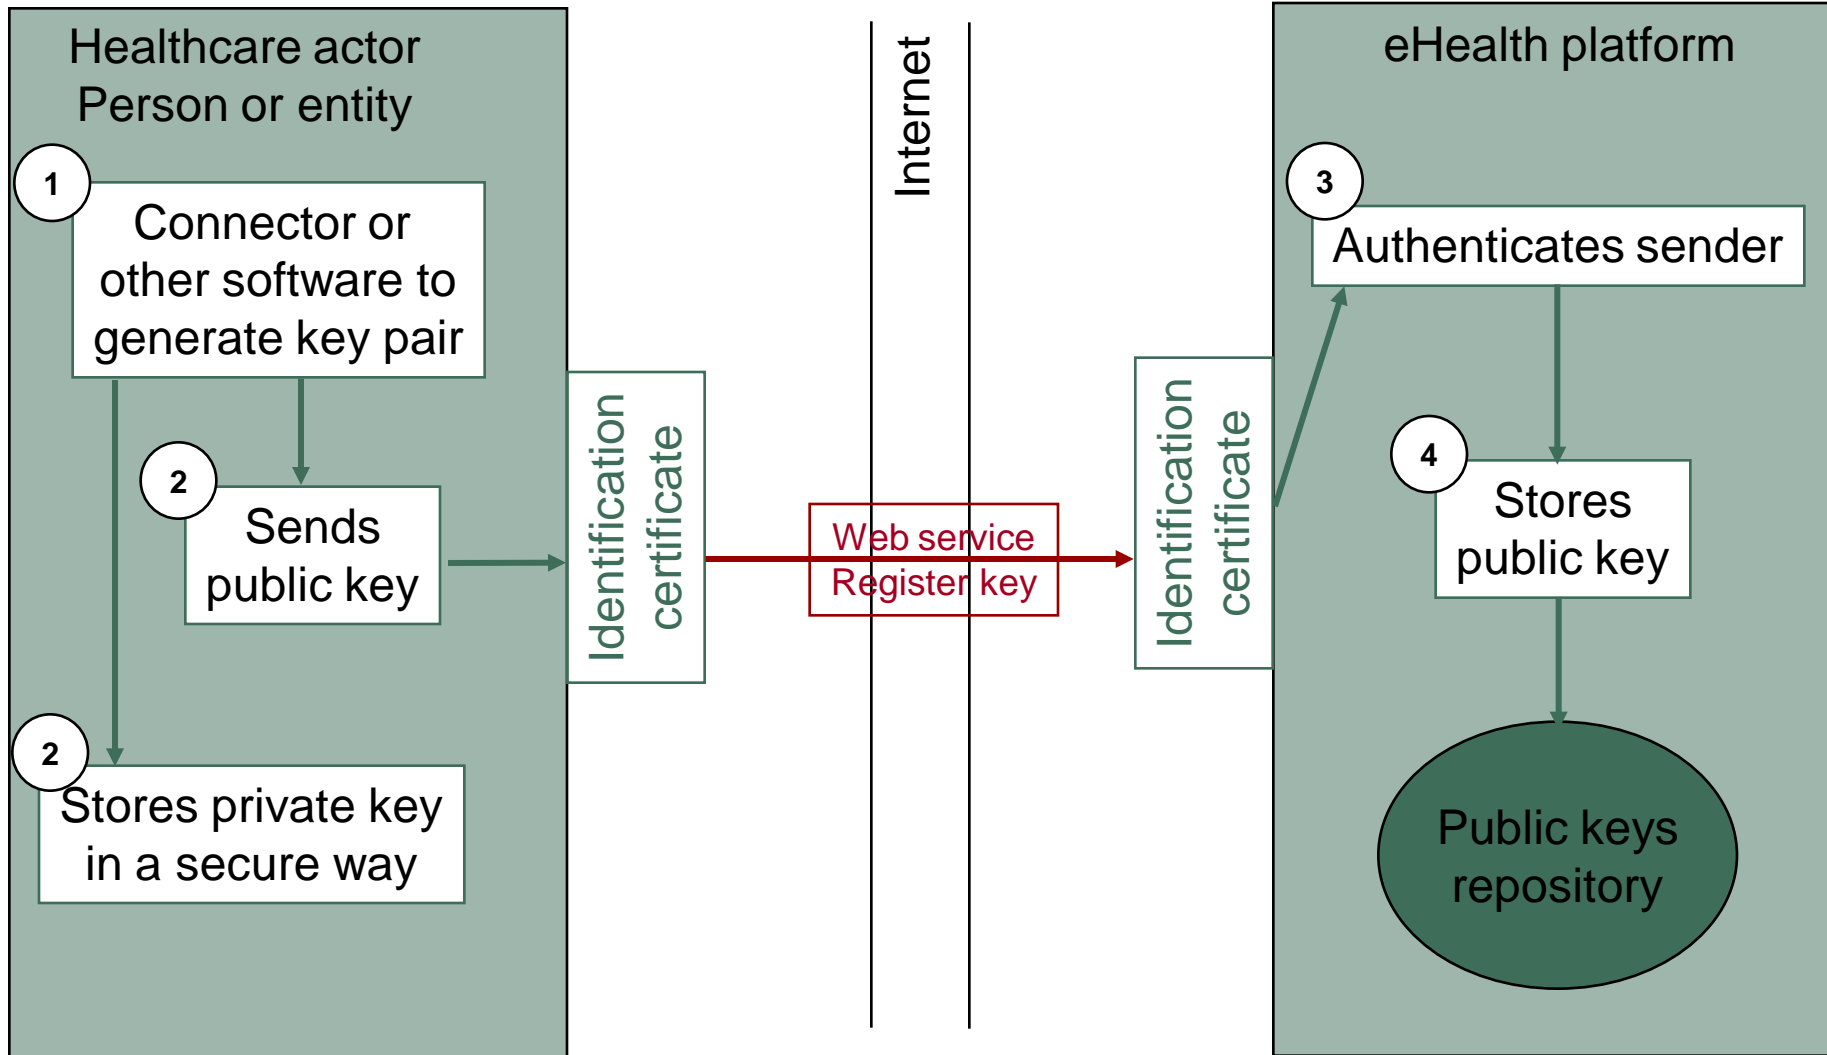 Healthcare actor
Person or entity
1
Connector or
other software to
generate key pair
2
Sends
public key
2
Stores private key
in a secure way
Identification
certificate
Internet
Web service
Register key
Identification
certificate
eHealth platform
3
Authenticates sender
4
Stores
public key
Public keys
repository